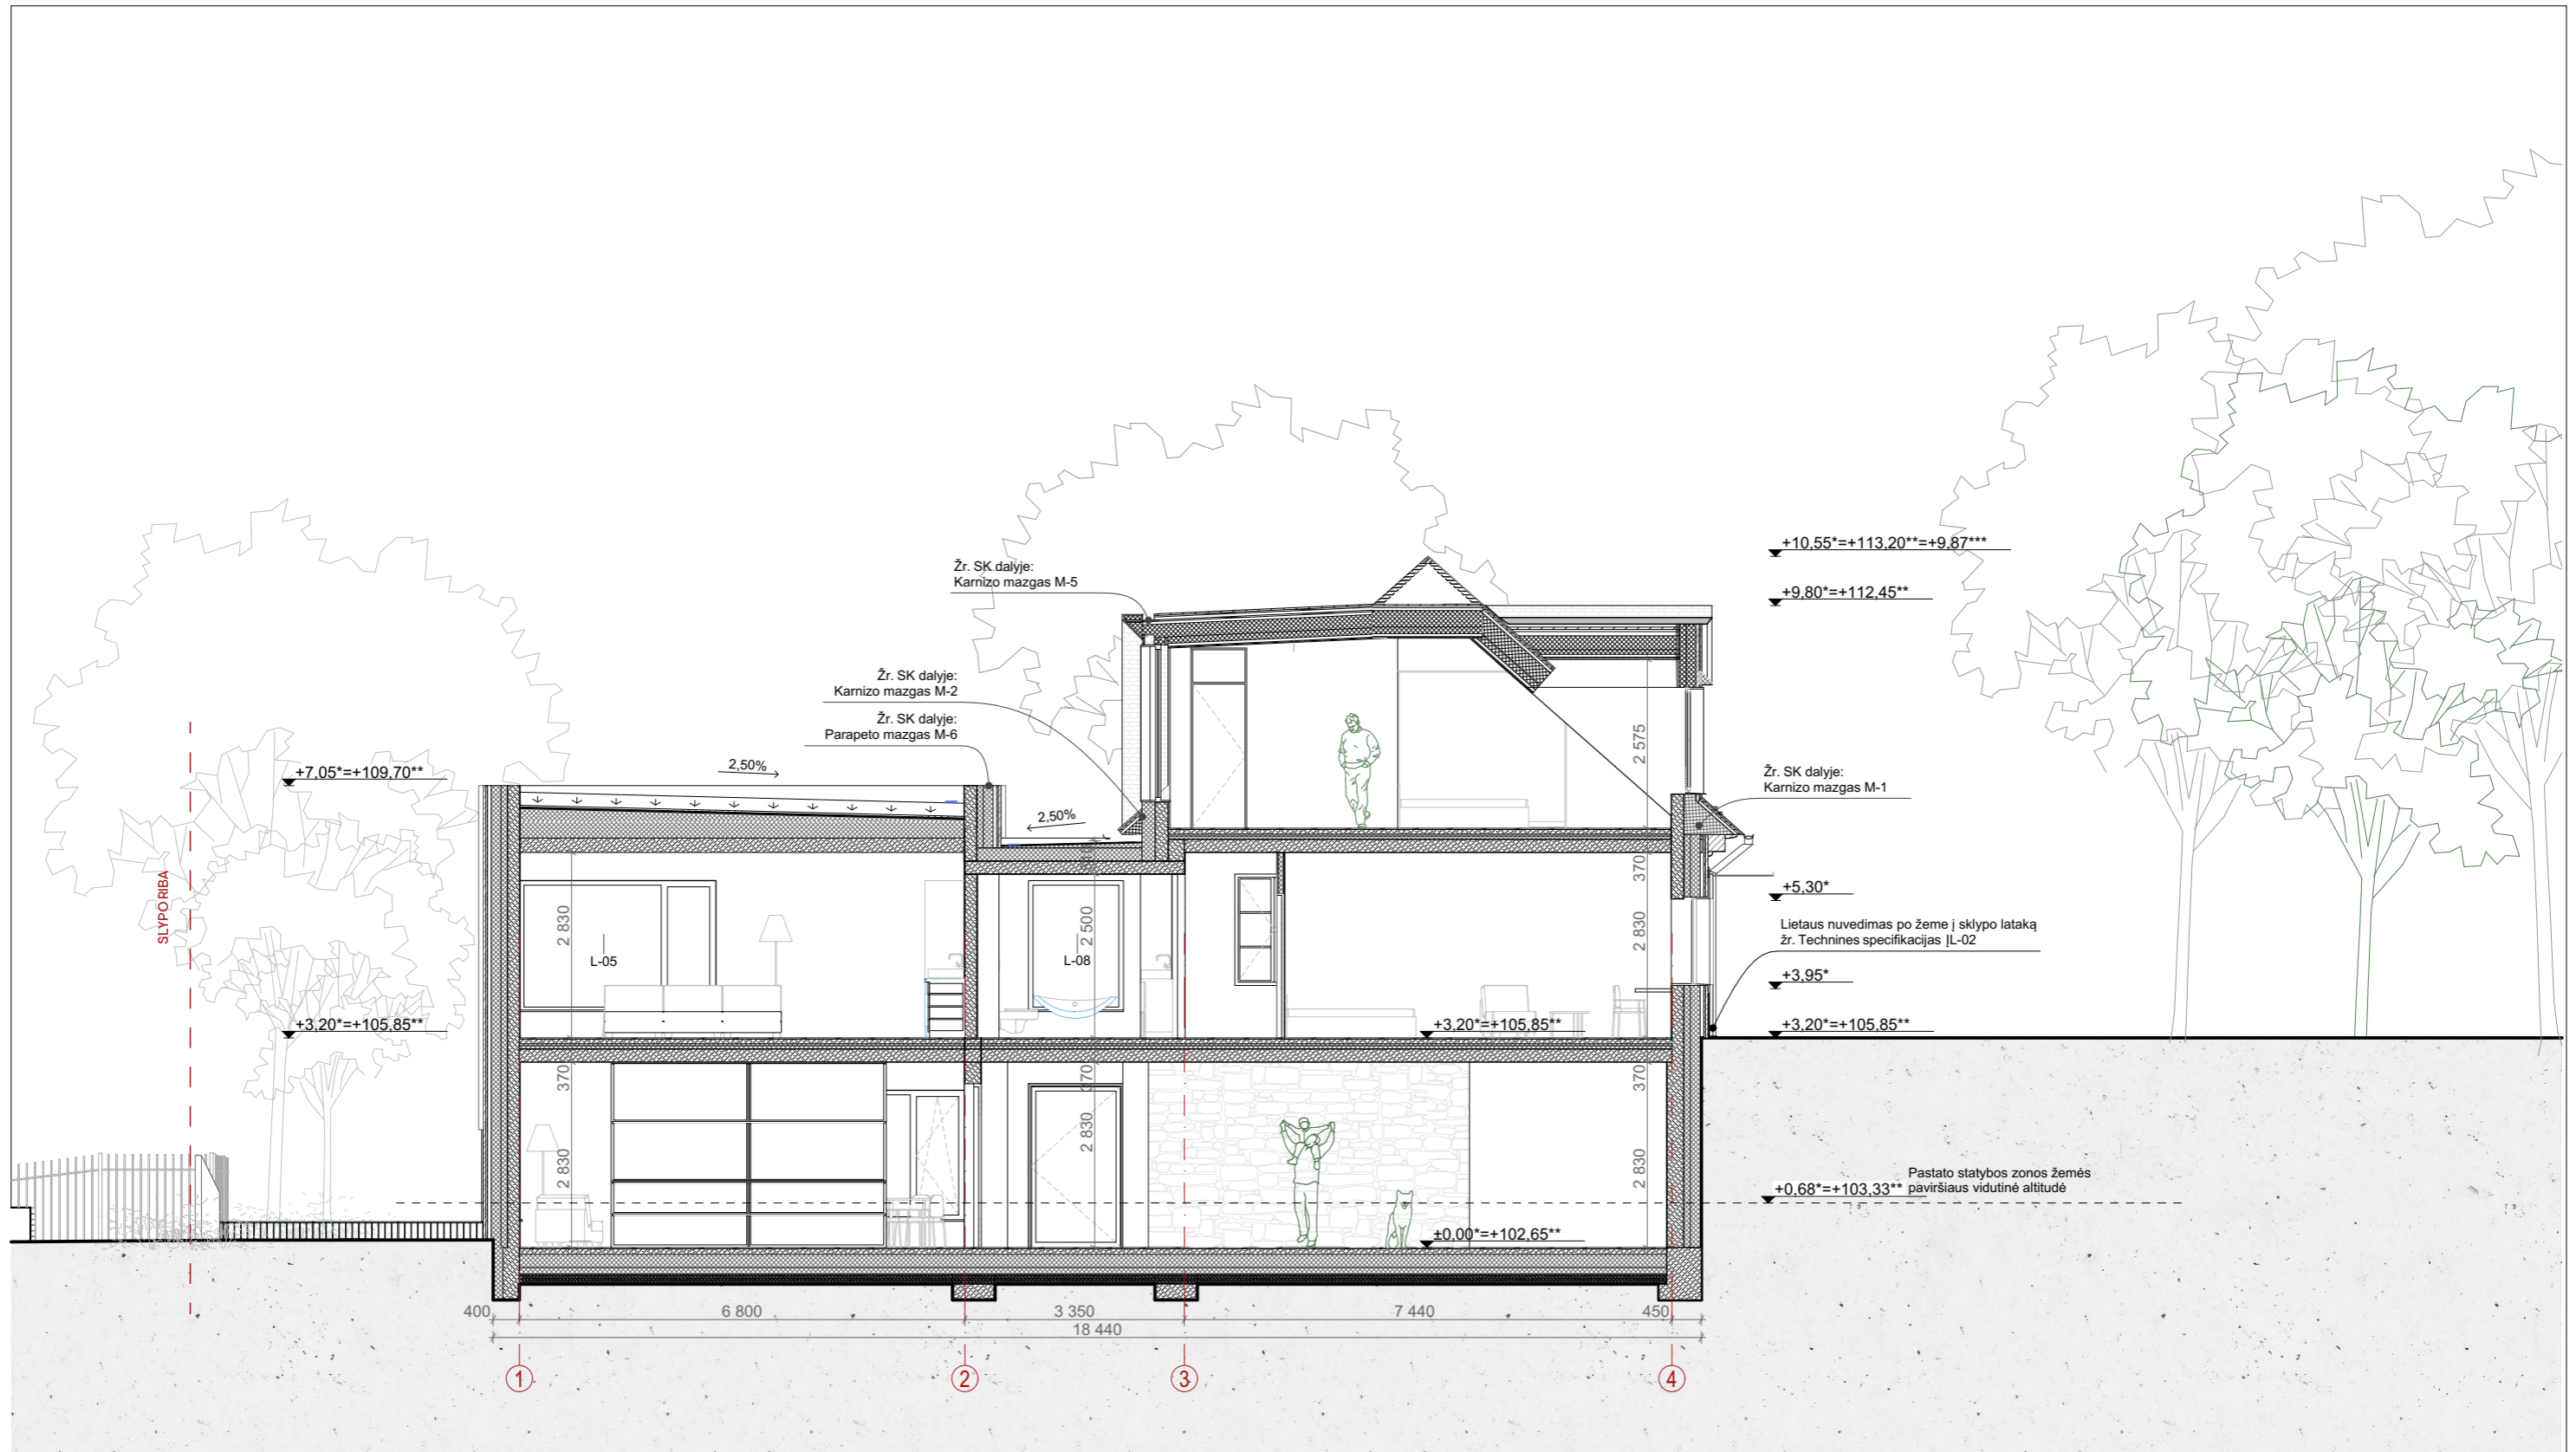 +10,55*=+113,20**=+9,87***
Žr. SK dalyje:
Karnizo mazgas M-5
+9,80*=+112,45**
Žr. SK dalyje:
Karnizo mazgas M-2
Žr. SK dalyje:
Parapeto mazgas M-6
2 575
+7,05*=+109,70**
2,50%
Žr. SK dalyje:
Karnizo mazgas M-1
2,50%
370
+5,30*
SLYPO RIBA
2 830
2 500
2 830
Lietaus nuvedimas po žeme į sklypo lataką
žr. Technines specifikacijas ĮL-02
L-05
L-08
+3,95*
+3,20*=+105,85**
+3,20*=+105,85**
+3,20*=+105,85**
370
370
370
2 830
2 830
2 830
Pastato statybos zonos žemės
paviršiaus vidutinė altitudė
+0,68*=+103,33**
±0,00*=+102,65**
400
6 800
3 350
7 440
450
18 440
1
2
3
4